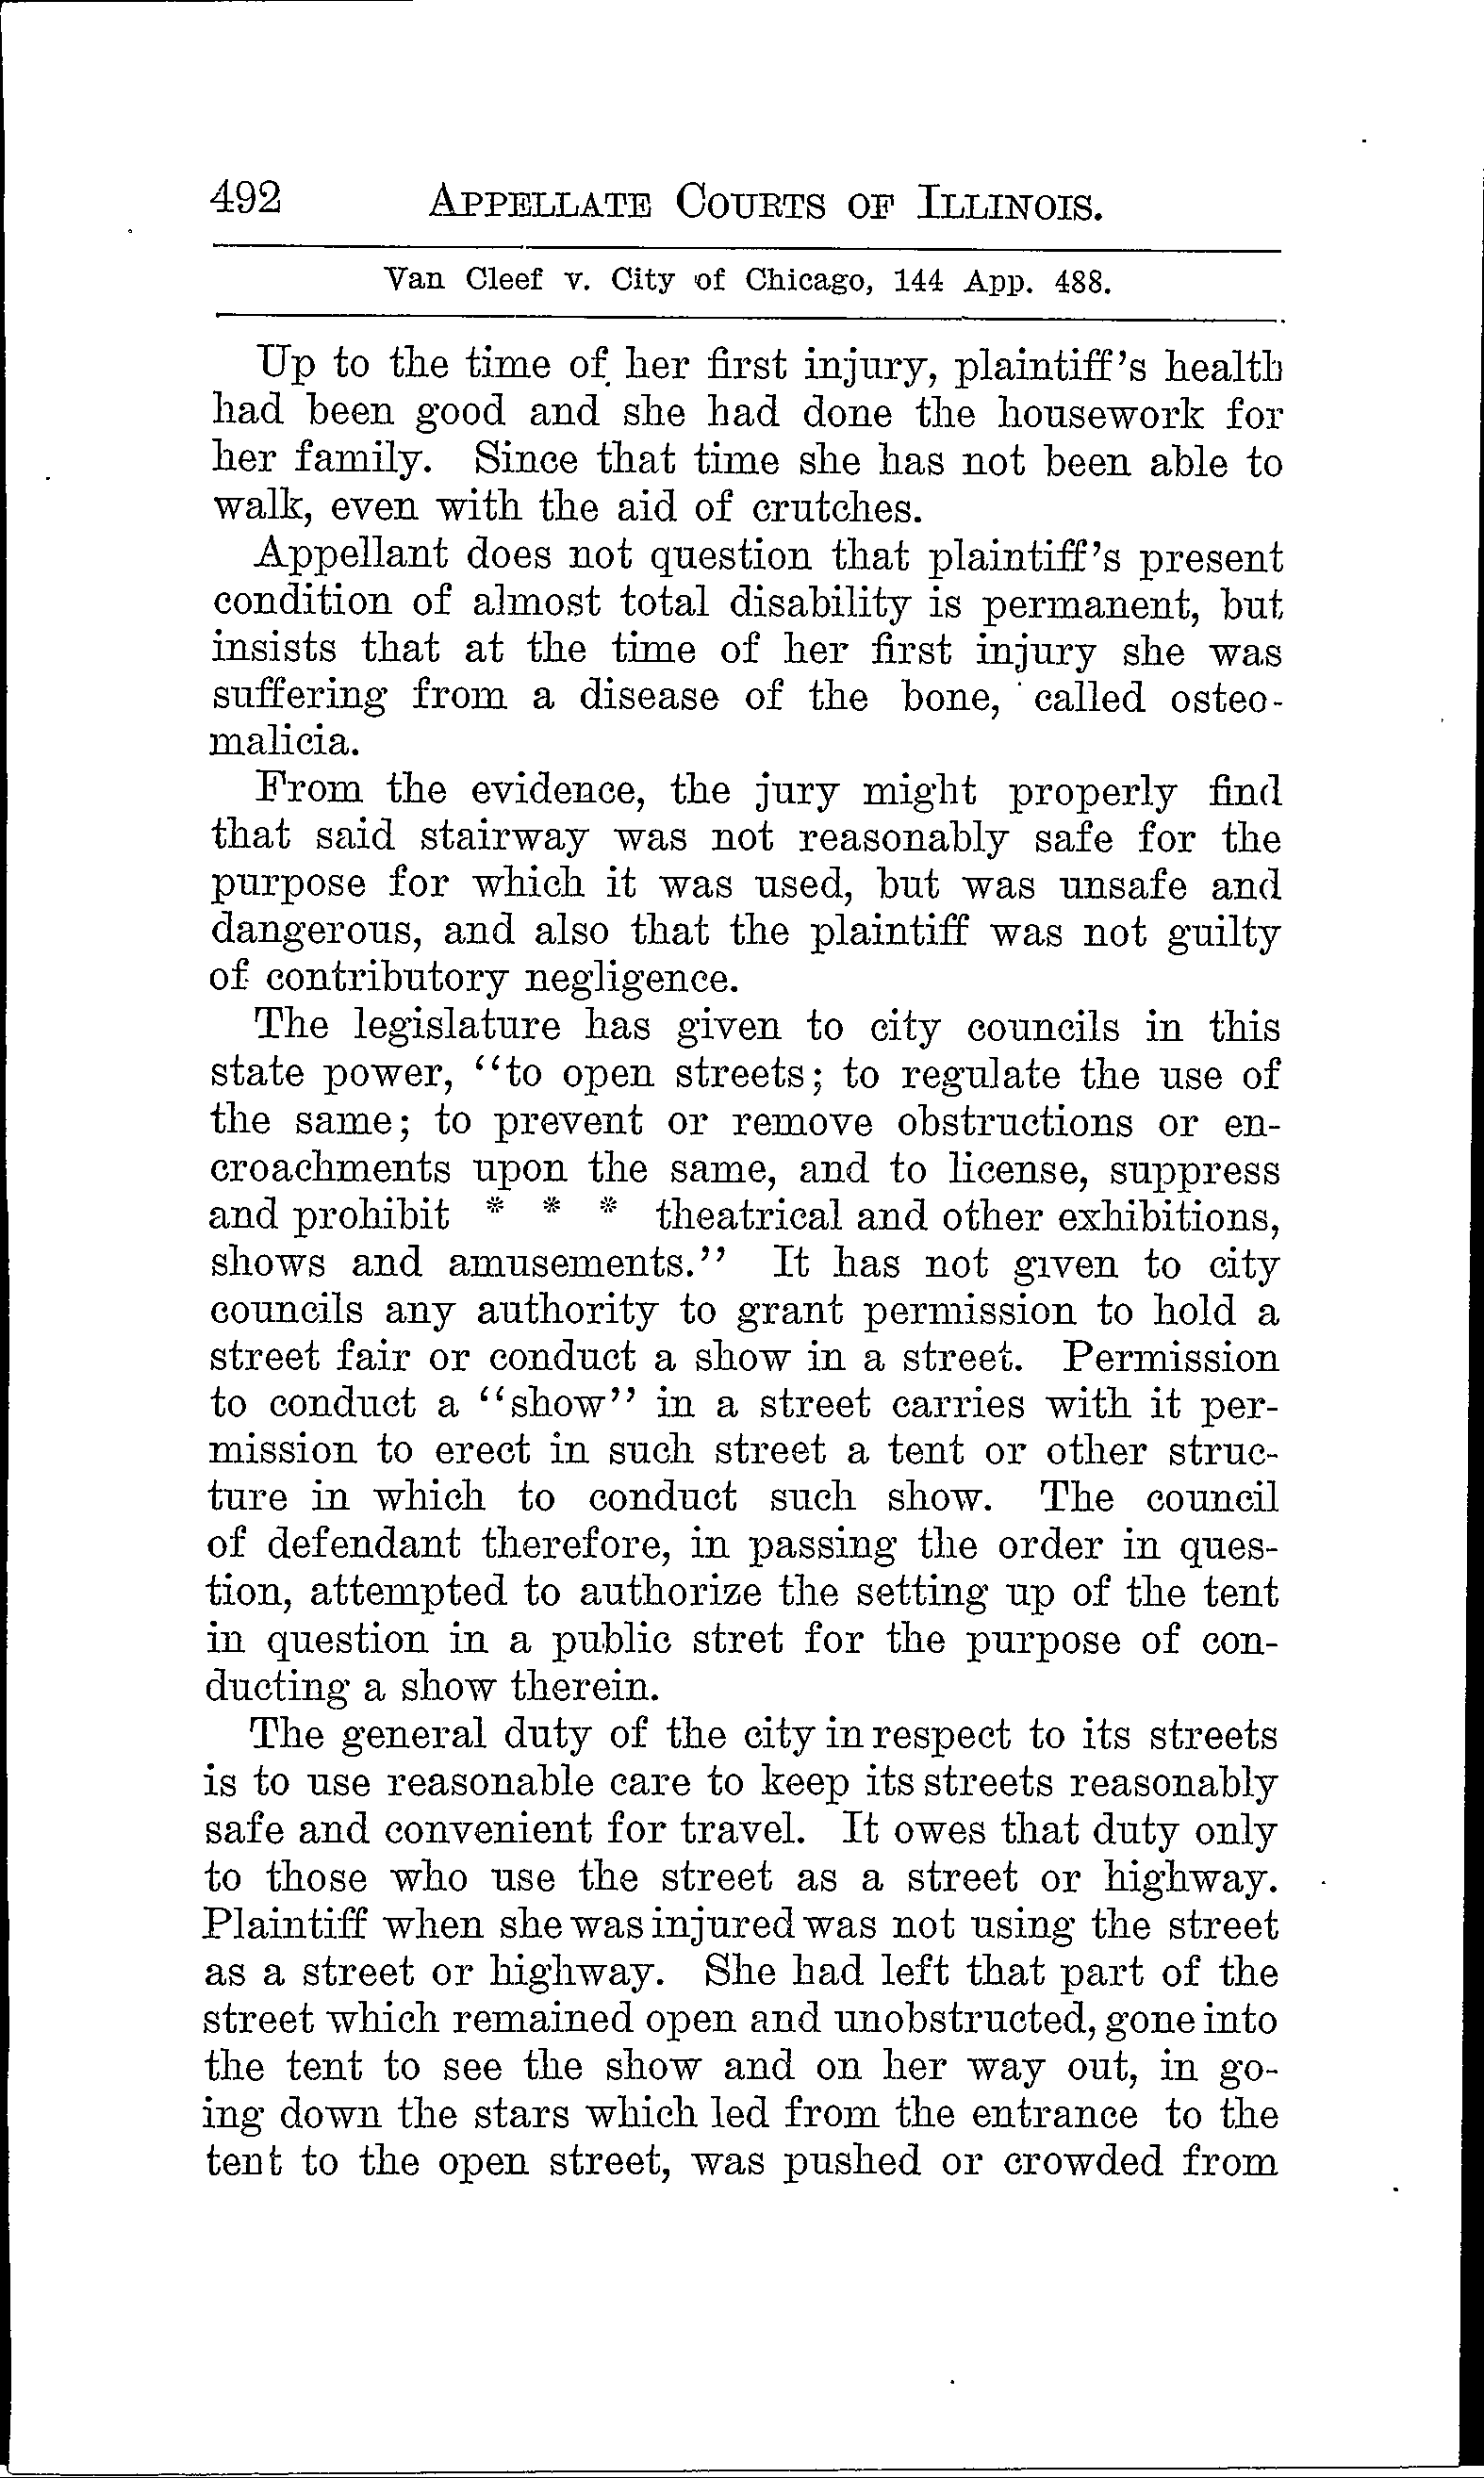 492 APPELLATE COURTS OF ILLINOIS.
Van Cleef v. City of Chicago, 144 App. 488.
Up to the time of her first injury, plaintiff's health
had been good and she had done the housework for
her family. Since that time she has not been able to
walk, even with the aid of crutches.
Appellant does not question that plaintiff's present
condition of almost total disability is permanent, but
insists that at the time of her first injury she was
suffering from a disease of the bone, called osteo-
malicia.
From the evidence, the jury might properly find
that said stairway was not reasonably safe for the
purpose for which it was used, but was unsafe and
dangerous, and also that the plaintiff was not guilty
of contributory negligence.
The legislature has given to city councils in this
state power, "to open streets; to regulate the use of
the same; to prevent or remove obstructions or en-
croachments upon the same, and to license, suppress
and prohibit * * * theatrical and other exhibitions,
shows and amusements." It has not given to city
councils any authority to grant permission to hold a
street fair or conduct a show in a street. Permission
to conduct a "show" in a street carries with it per-
mission to erect in such street a tent or other struc-
ture in which to conduct such show. The council
of defendant therefore, in passing the order in ques-
tion, attempted to authorize the setting up of the tent
in question in a public stret for the purpose of con-
ducting a show therein.
The general duty of the city in respect to its streets
is to use reasonable care to keep its streets reasonably
safe and convenient for travel. It owes that duty only
to those who use the street as a street or highway.
Plaintiff when she was injured was not using the street
as a street or highway. She had left that part of the
street which remained open and unobstructed, gone into
the tent to see the show and on her way out, in go-
ing down the stars which led from the entrance to the
tent to the open street, was pushed or crowded from